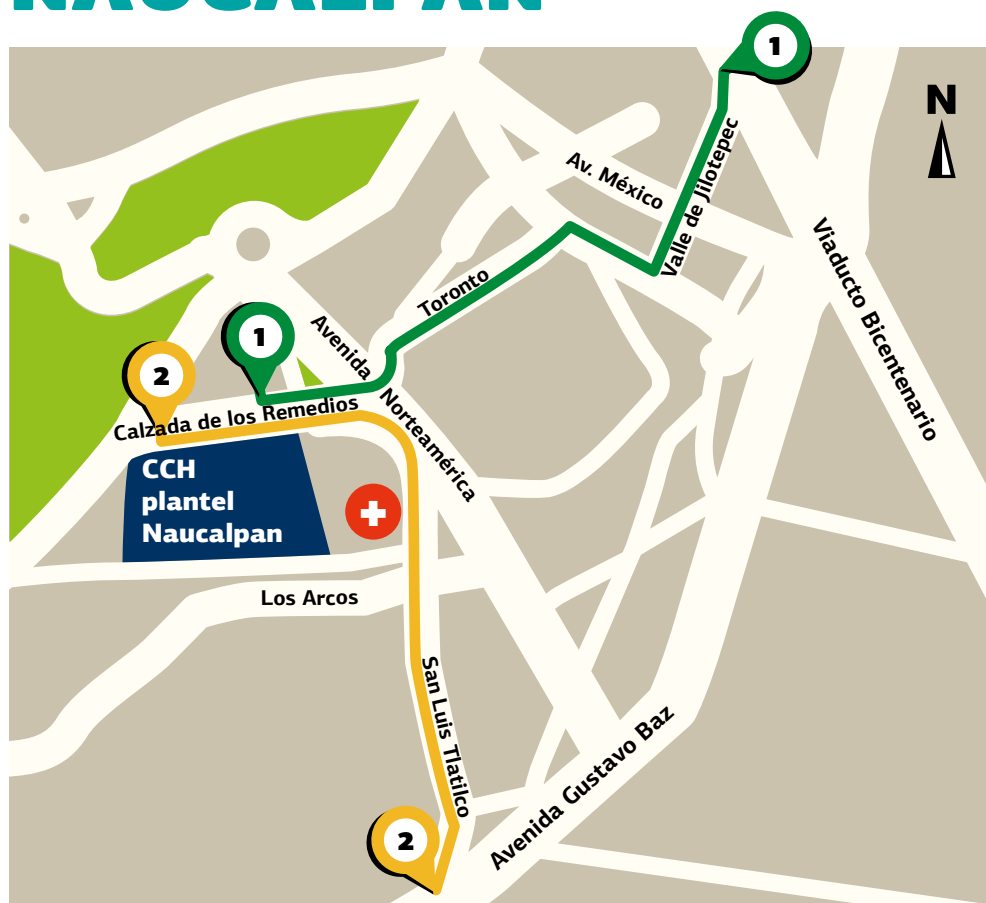 NAUCALPAN
1
N
Av. México
Valle de Jilotepec
Viaducto Bicentenario
Toronto
1
Avenida
Norteamérica
2
Calzada de los Remedios
CCH
plantel
Naucalpan
Los Arcos
San Luis Tlatilco
Avenida Gustavo Baz
2